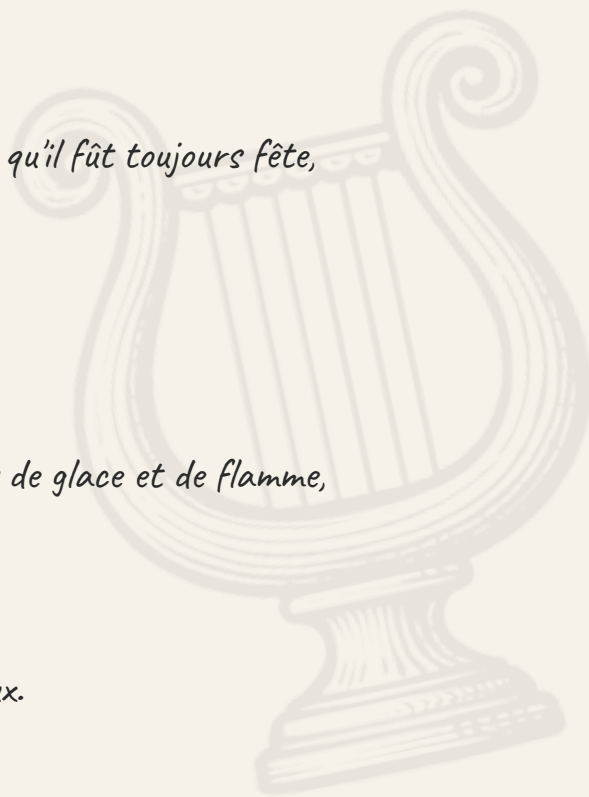 qu'il fût toujours fête,
de glace et de flamme,